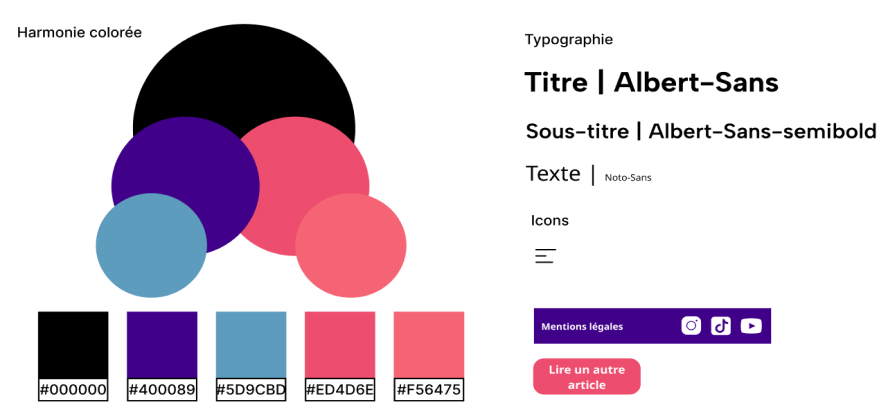 Harmonie colorée
#000000
#400089
#5D9CBD
#ED4D6E
#F56475
Typographie
Titre | Albert-Sans
Sous-titre | Albert-Sans-semibold
Texte | Noto-Sans
Icons
Mentions légales
Lire un autre
article